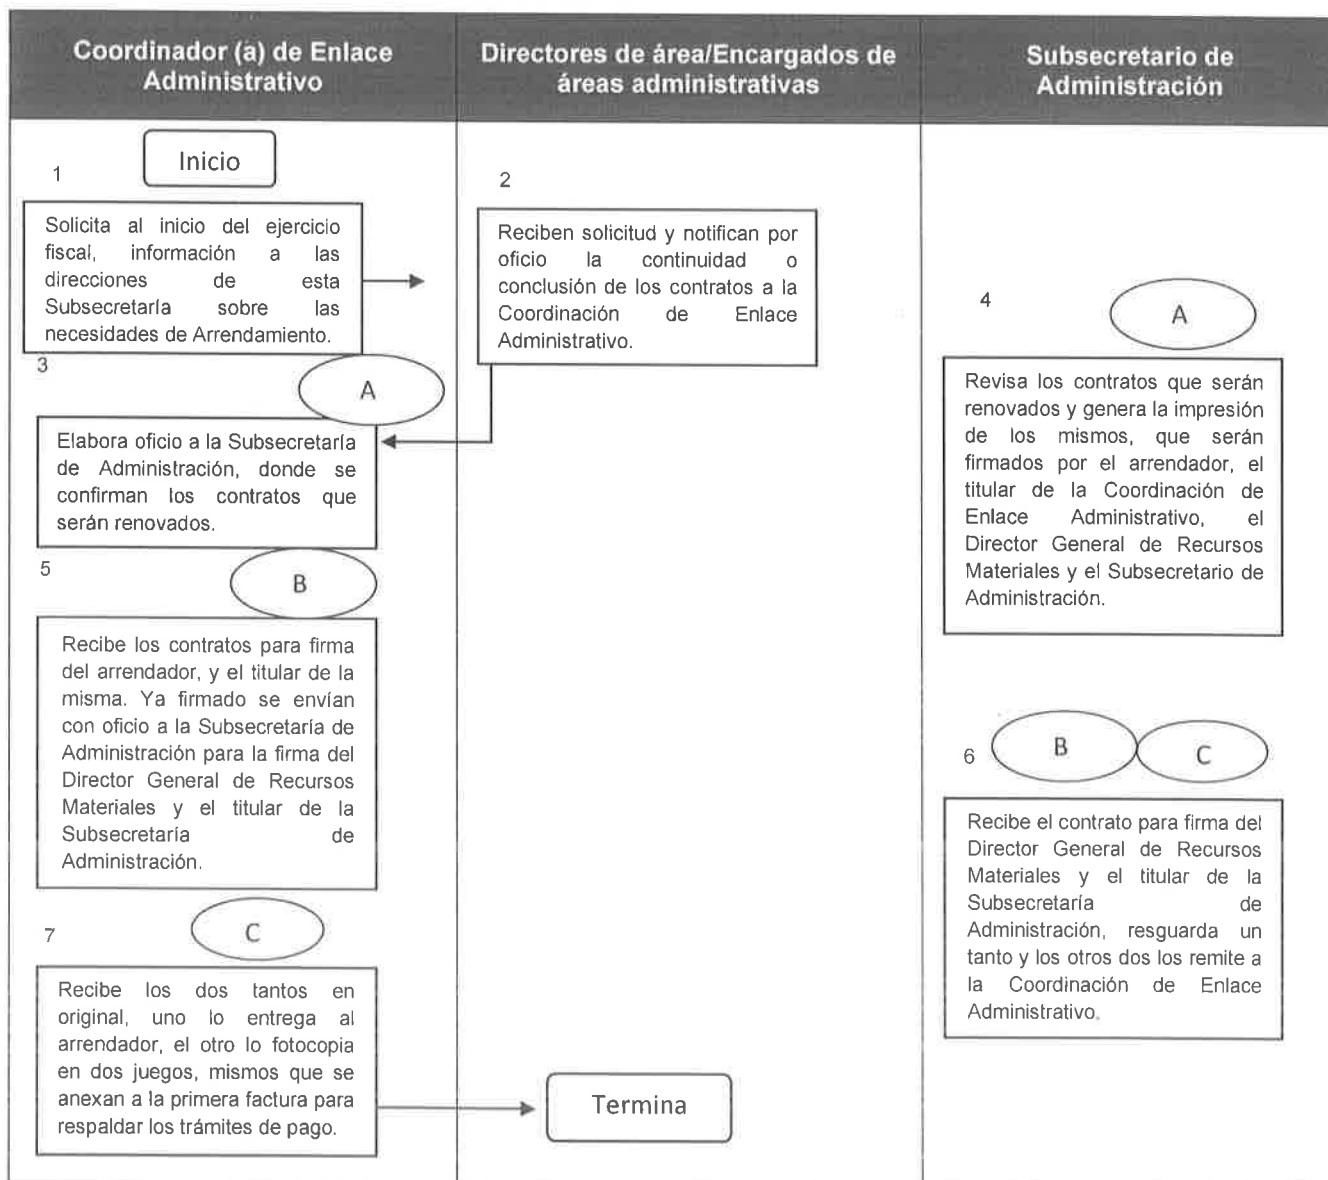 Coordinador (a) de Enlace
Administrativo
Directores de área/Encargados de
áreas administrativas
Subsecretario de
Administración
Inicio
1
Solicita al inicio del ejercicio
fiscal, información a las
direcciones de esta
Subsecretaría sobre las
necesidades de Arrendamiento.
2
Reciben solicitud y notifican por
oficio la continuidad o
conclusión de los contratos a la
Coordinación de Enlace
Administrativo.
3
A
Elabora oficio a la Subsecretaría
de Administración, donde se
confirman los contratos que
serán renovados.
4
A
Revisa los contratos que serán
renovados y genera la impresión
de los mismos, que serán
firmados por el arrendador, el
titular de la Coordinación de
Enlace Administrativo, el
Director General de Recursos
Materiales y el Subsecretario de
Administración.
5
B
Recibe los contratos para firma
del arrendador, y el titular de la
misma. Ya firmado se envían
con oficio a la Subsecretaría de
Administración para la firma del
Director General de Recursos
Materiales y el titular de la
Subsecretaría de
Administración.
6
B
C
Recibe el contrato para firma del
Director General de Recursos
Materiales y el titular de la
Subsecretaría de
Administración, resguarda un
tanto y los otros dos los remite a
la Coordinación de Enlace
Administrativo.
7
C
Recibe los dos tantos en
original, uno lo entrega al
arrendador, el otro lo fotocopia
en dos juegos, mismos que se
anexan a la primera factura para
respaldar los trámites de pago.
Termina